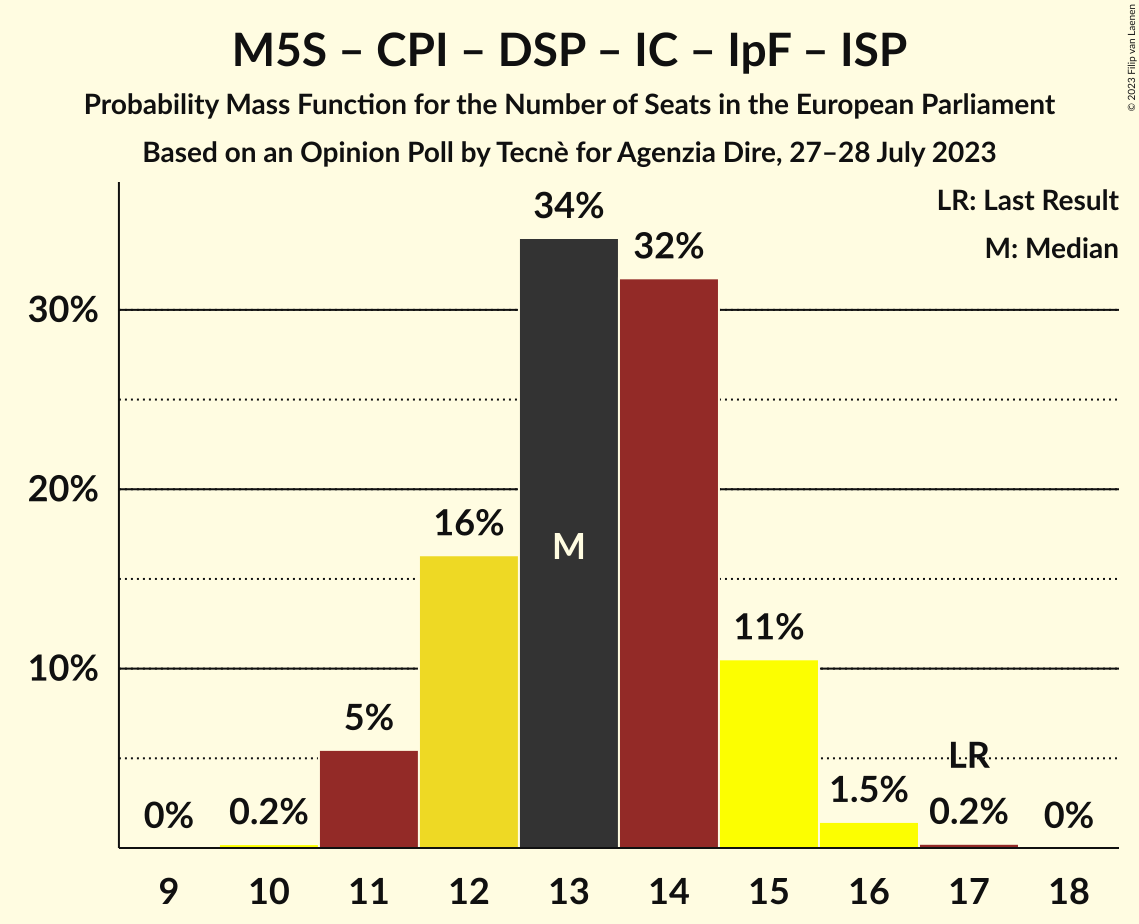 M5S – CPI – DSP – IC – IpF – ISP
Probability Mass Function for the Number of Seats in the European Parliament
Based on an Opinion Poll by Tecnè for Agenzia Dire, 27–28 July 2023
© 2023 Filip van Laenen
LR: Last Result
M: Median
34%
32%
30%
M
20%
16%
11%
10%
5%
LR
1.5%
0%
0.2%
0.2%
0%
9 10 11 12 13 14 15 16 17 18